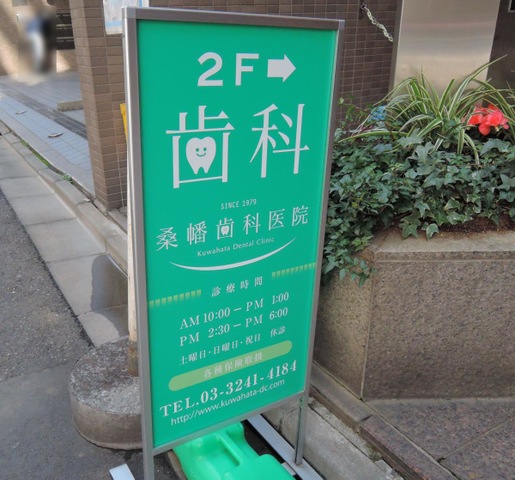 2F→
歯科
SINCE 1979
桑幡歯科医院
Kuwahata Dental Clinic
診療時間
AM 10:00－PM 1:00
PM 2:30－PM 6:00
土曜日・日曜日・祝日 休診
各種保険取扱
TEL.03-3241-4184
http://www.kuwahata-dc.com